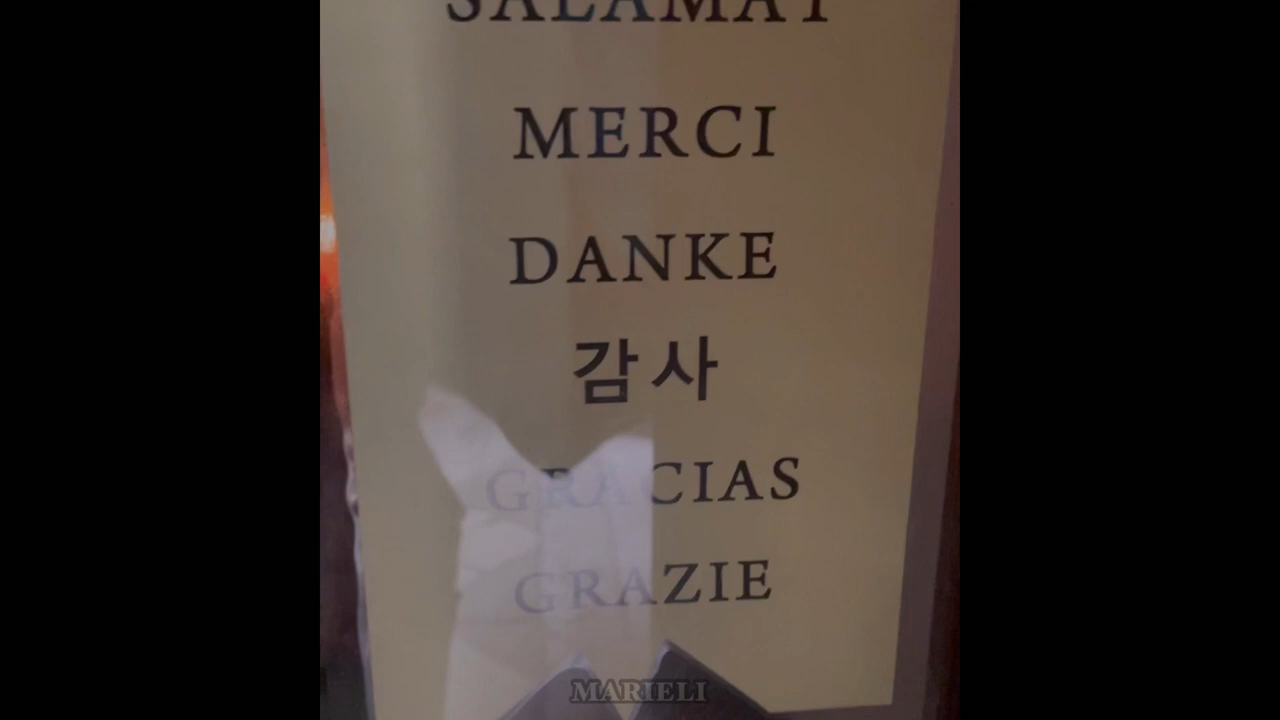 SALAMAT
MERCI
DANKE
감사
GRACIAS
GRAZIE
MARIELI